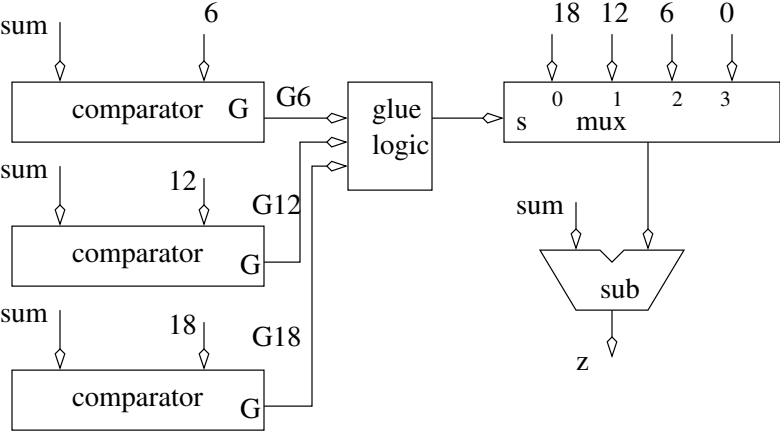 sum 6
comparator G
G6
glue
logic
18 12 6 0
0 1 2 3
s mux
sum 12
comparator G
G12
sum
sub
z
sum 18
comparator G
G18